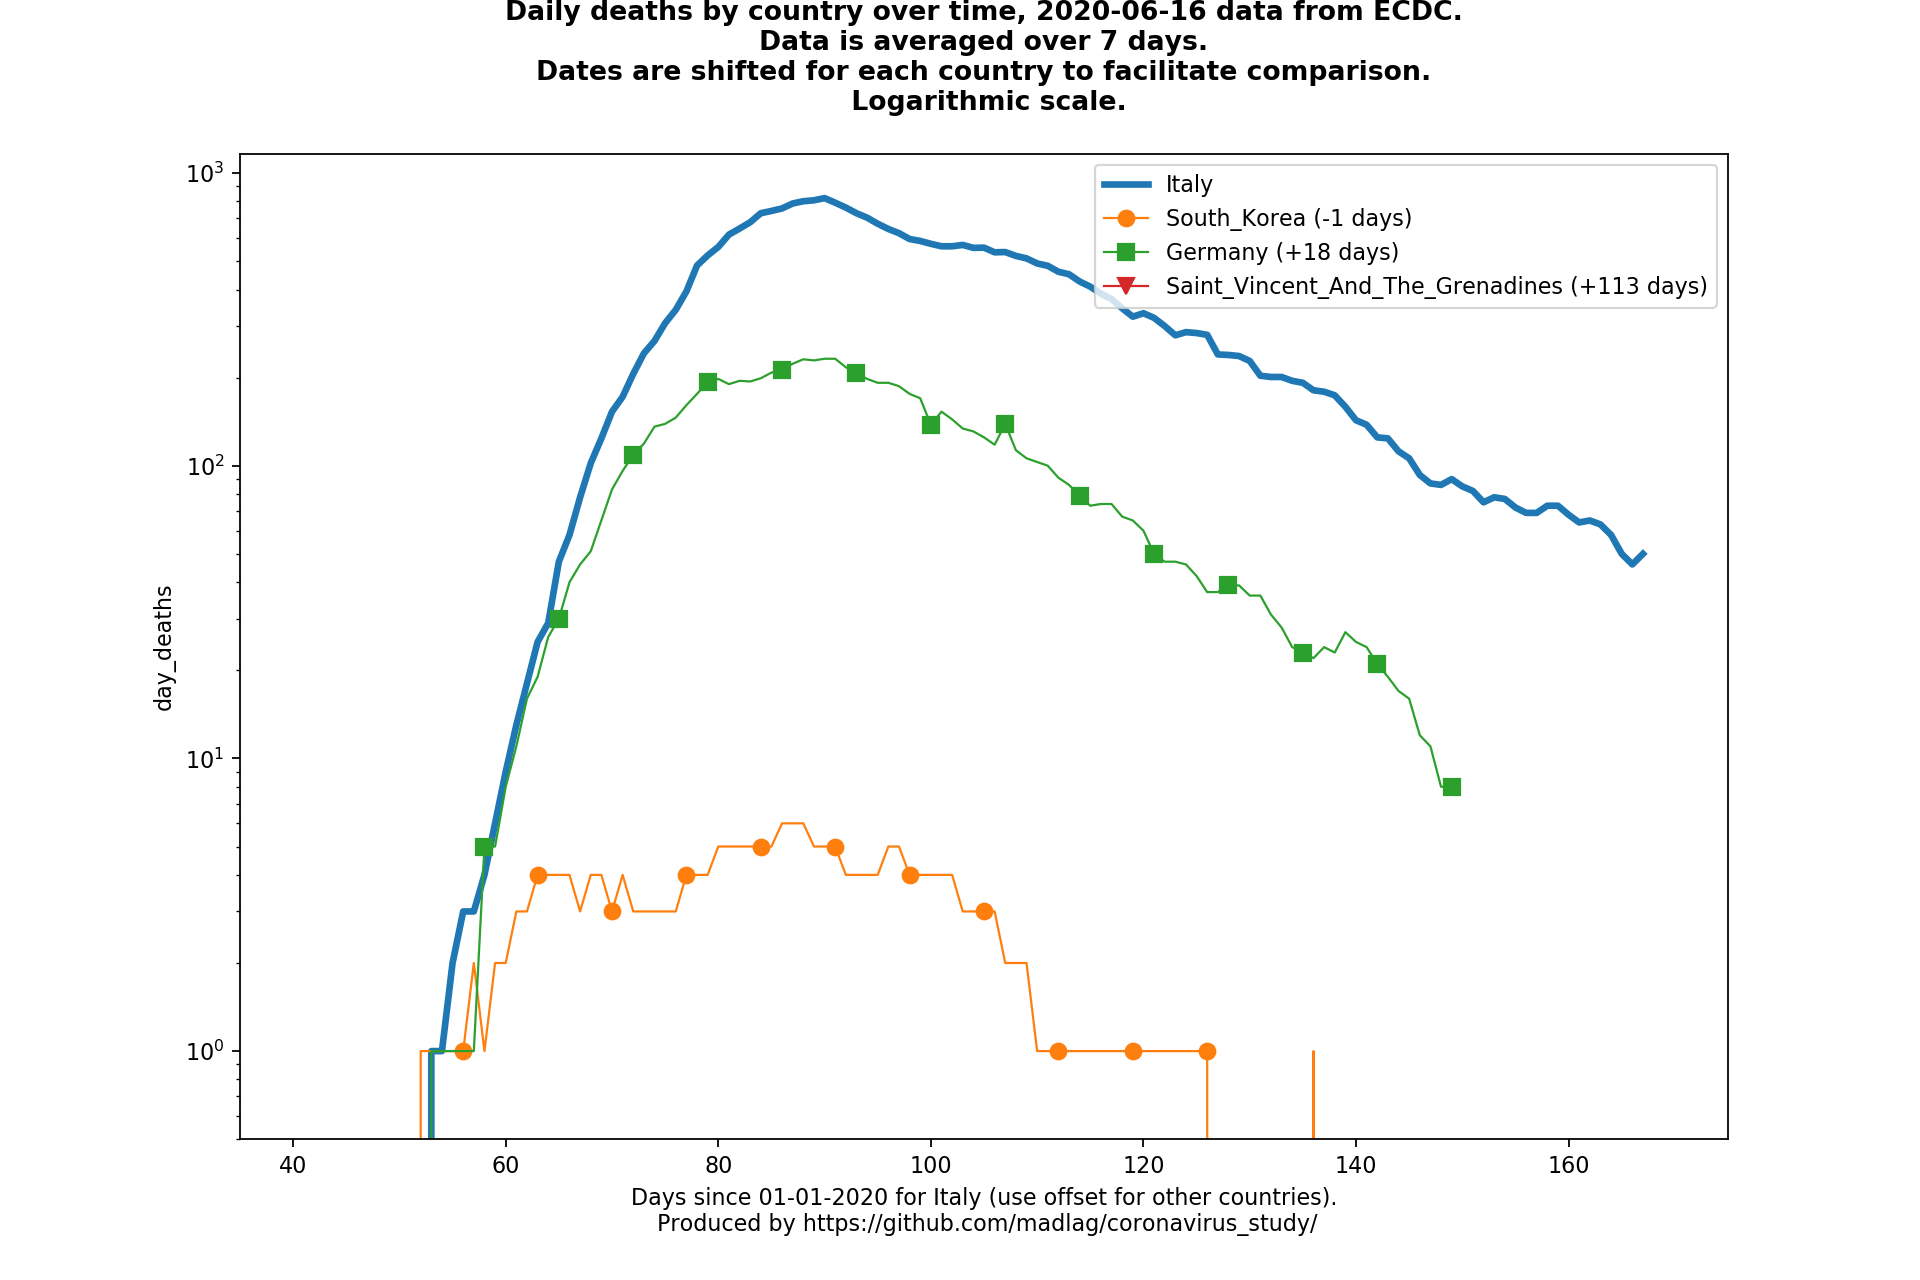 Daily deaths by country over time, 2020-06-16 data from ECDC.
Data is averaged over 7 days.
Dates are shifted for each country to facilitate comparison.
Logarithmic scale.
10³
Italy
South_Korea (-1 days)
Germany (+18 days)
Saint_Vincent_And_The_Grenadines (+113 days)
10²
day_deaths
10¹
10⁰
40 60 80 100 120 140 160
Days since 01-01-2020 for Italy (use offset for other countries).
Produced by https://github.com/madlag/coronavirus_study/